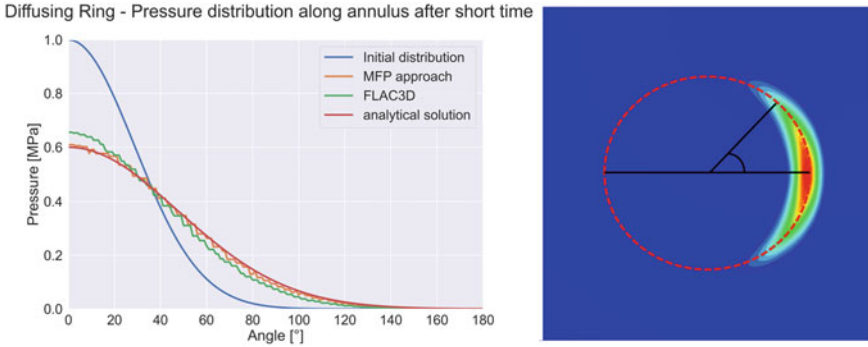 Diffusing Ring - Pressure distribution along annulus after short time
1.0
0.8
0.6
0.4
0.2
0.0
Pressure [MPa]
Initial distribution
MFP approach
FLAC3D
analytical solution
0 20 40 60 80 100 120 140 160 180
Angle [°]